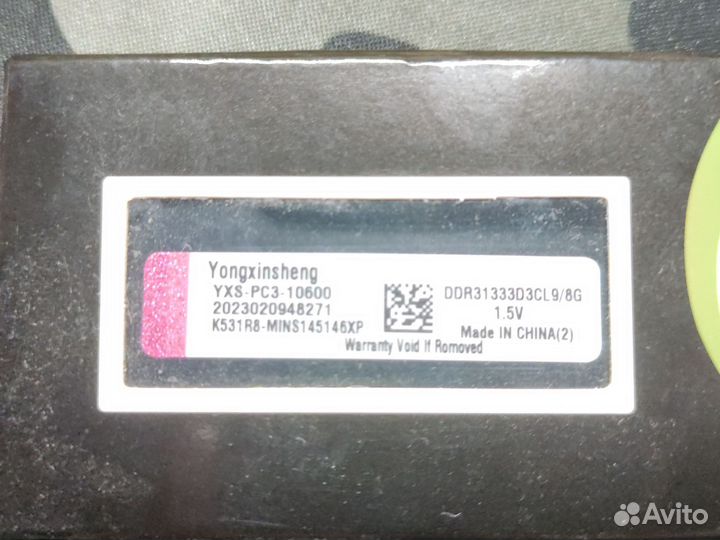 Yongxinsheng
YXS-PC3-10600
2023020948271
K531R8-MINS145146XP
DDR31333D3CL9/8G
1.5V
Made IN CHINA(2)
Warranty Void If Romoved
Avito